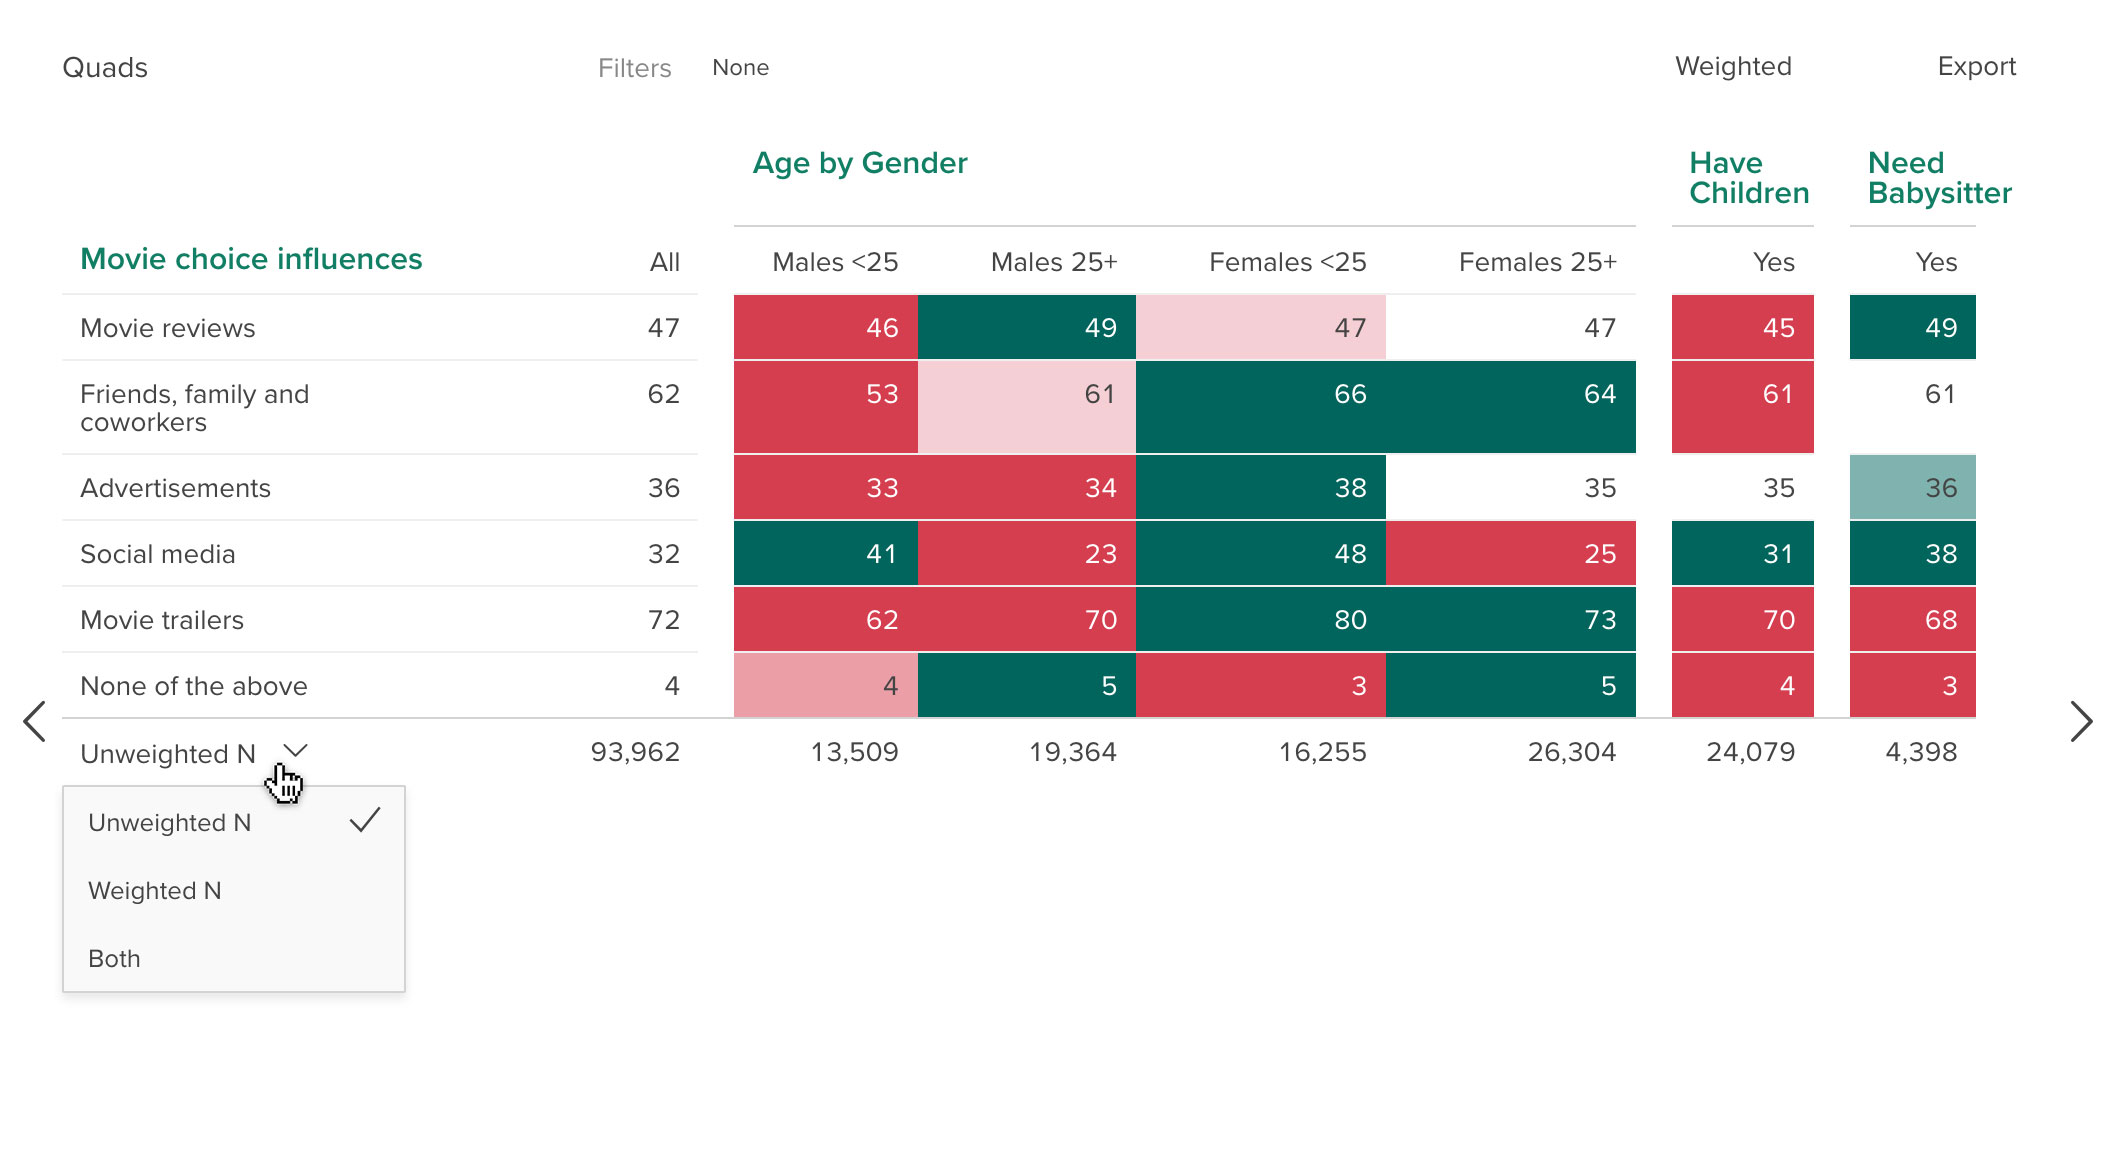 Quads Filters None Weighted Export
Age by Gender Have Children Need Babysitter
Movie choice influences All Males <25 Males 25+ Females <25 Females 25+ Yes Yes
Movie reviews 47 46 49 47 47 45 49
Friends, family and coworkers 62 53 61 66 64 61 61
Advertisements 36 33 34 38 35 35 36
Social media 32 41 23 48 25 31 38
Movie trailers 72 62 70 80 73 70 68
None of the above 4 4 5 3 5 4 3
Unweighted N 93,962 13,509 19,364 16,255 26,304 24,079 4,398
Unweighted N
Weighted N
Both